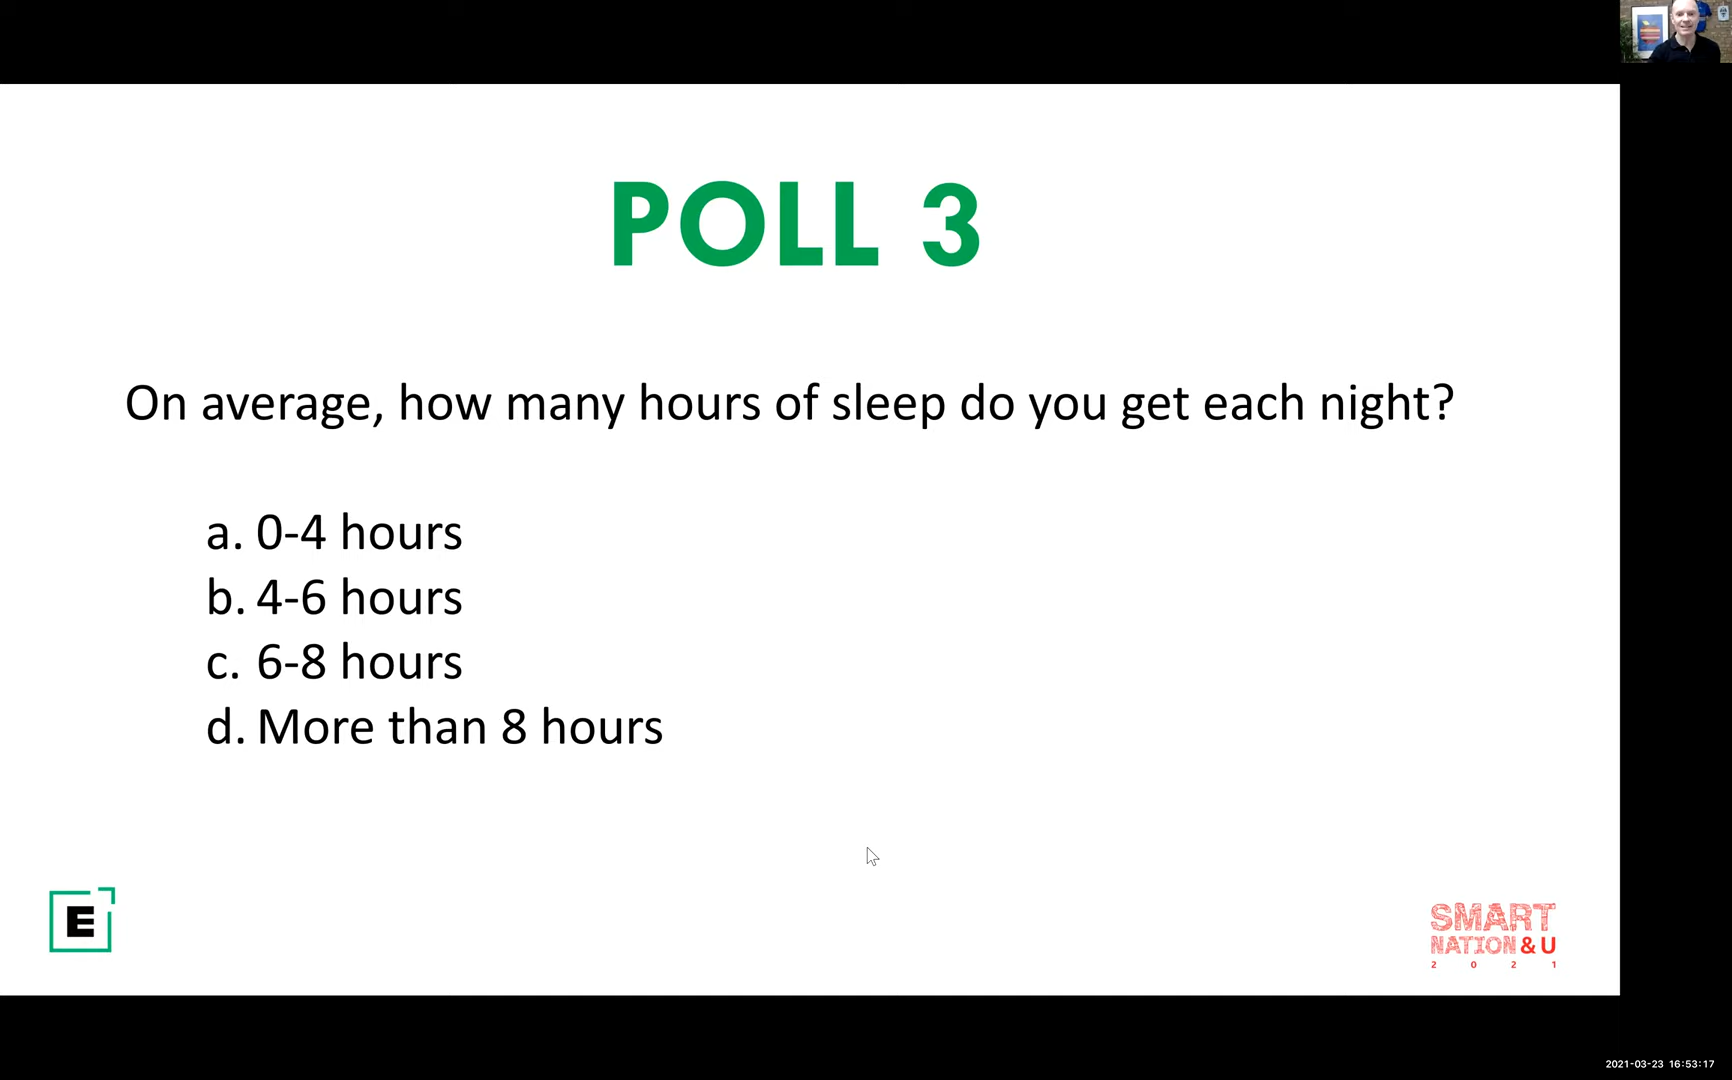 POLL 3
On average, how many hours of sleep do you get each night?
a. 0-4 hours
b. 4-6 hours
c. 6-8 hours
d. More than 8 hours
E
SMART
NATION & U
2 0 2 1
2021-03-23 16:53:17